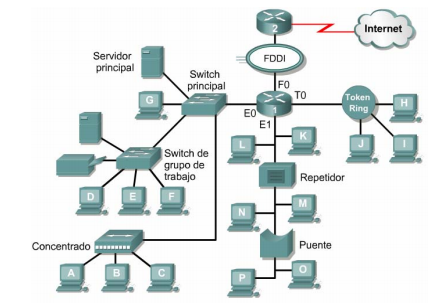 2
Internet
Servidor
principal
FDDI
Switch
principal
F0
T0
G
E0
1
Token
Ring
H
E1
L
K
J
I
Switch de
grupo de
trabajo
Repetidor
D
E
F
N
M
Concentrado
Puente
A
B
C
P
O